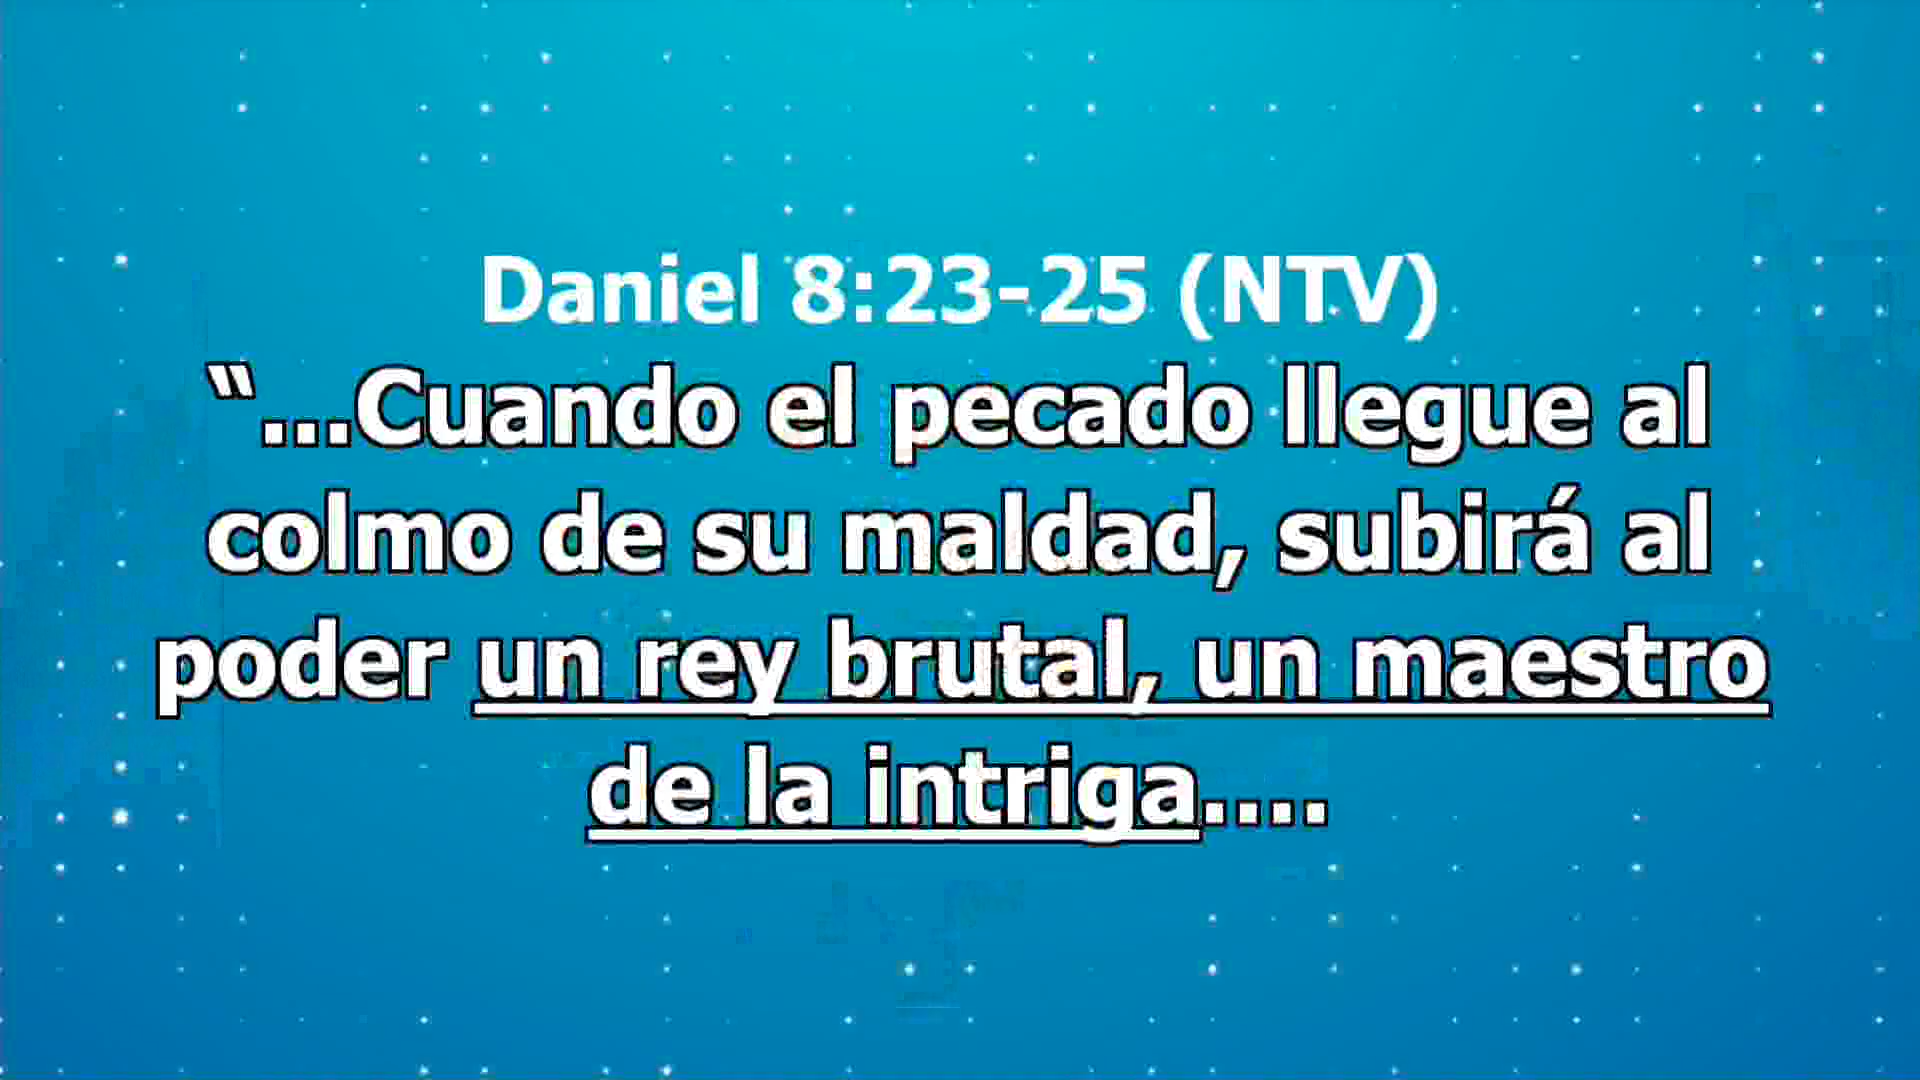 Daniel 8:23-25 (NTV)
“...Cuando el pecado llegue al
colmo de su maldad, subirá al
poder un rey brutal, un maestro
de la intriga....